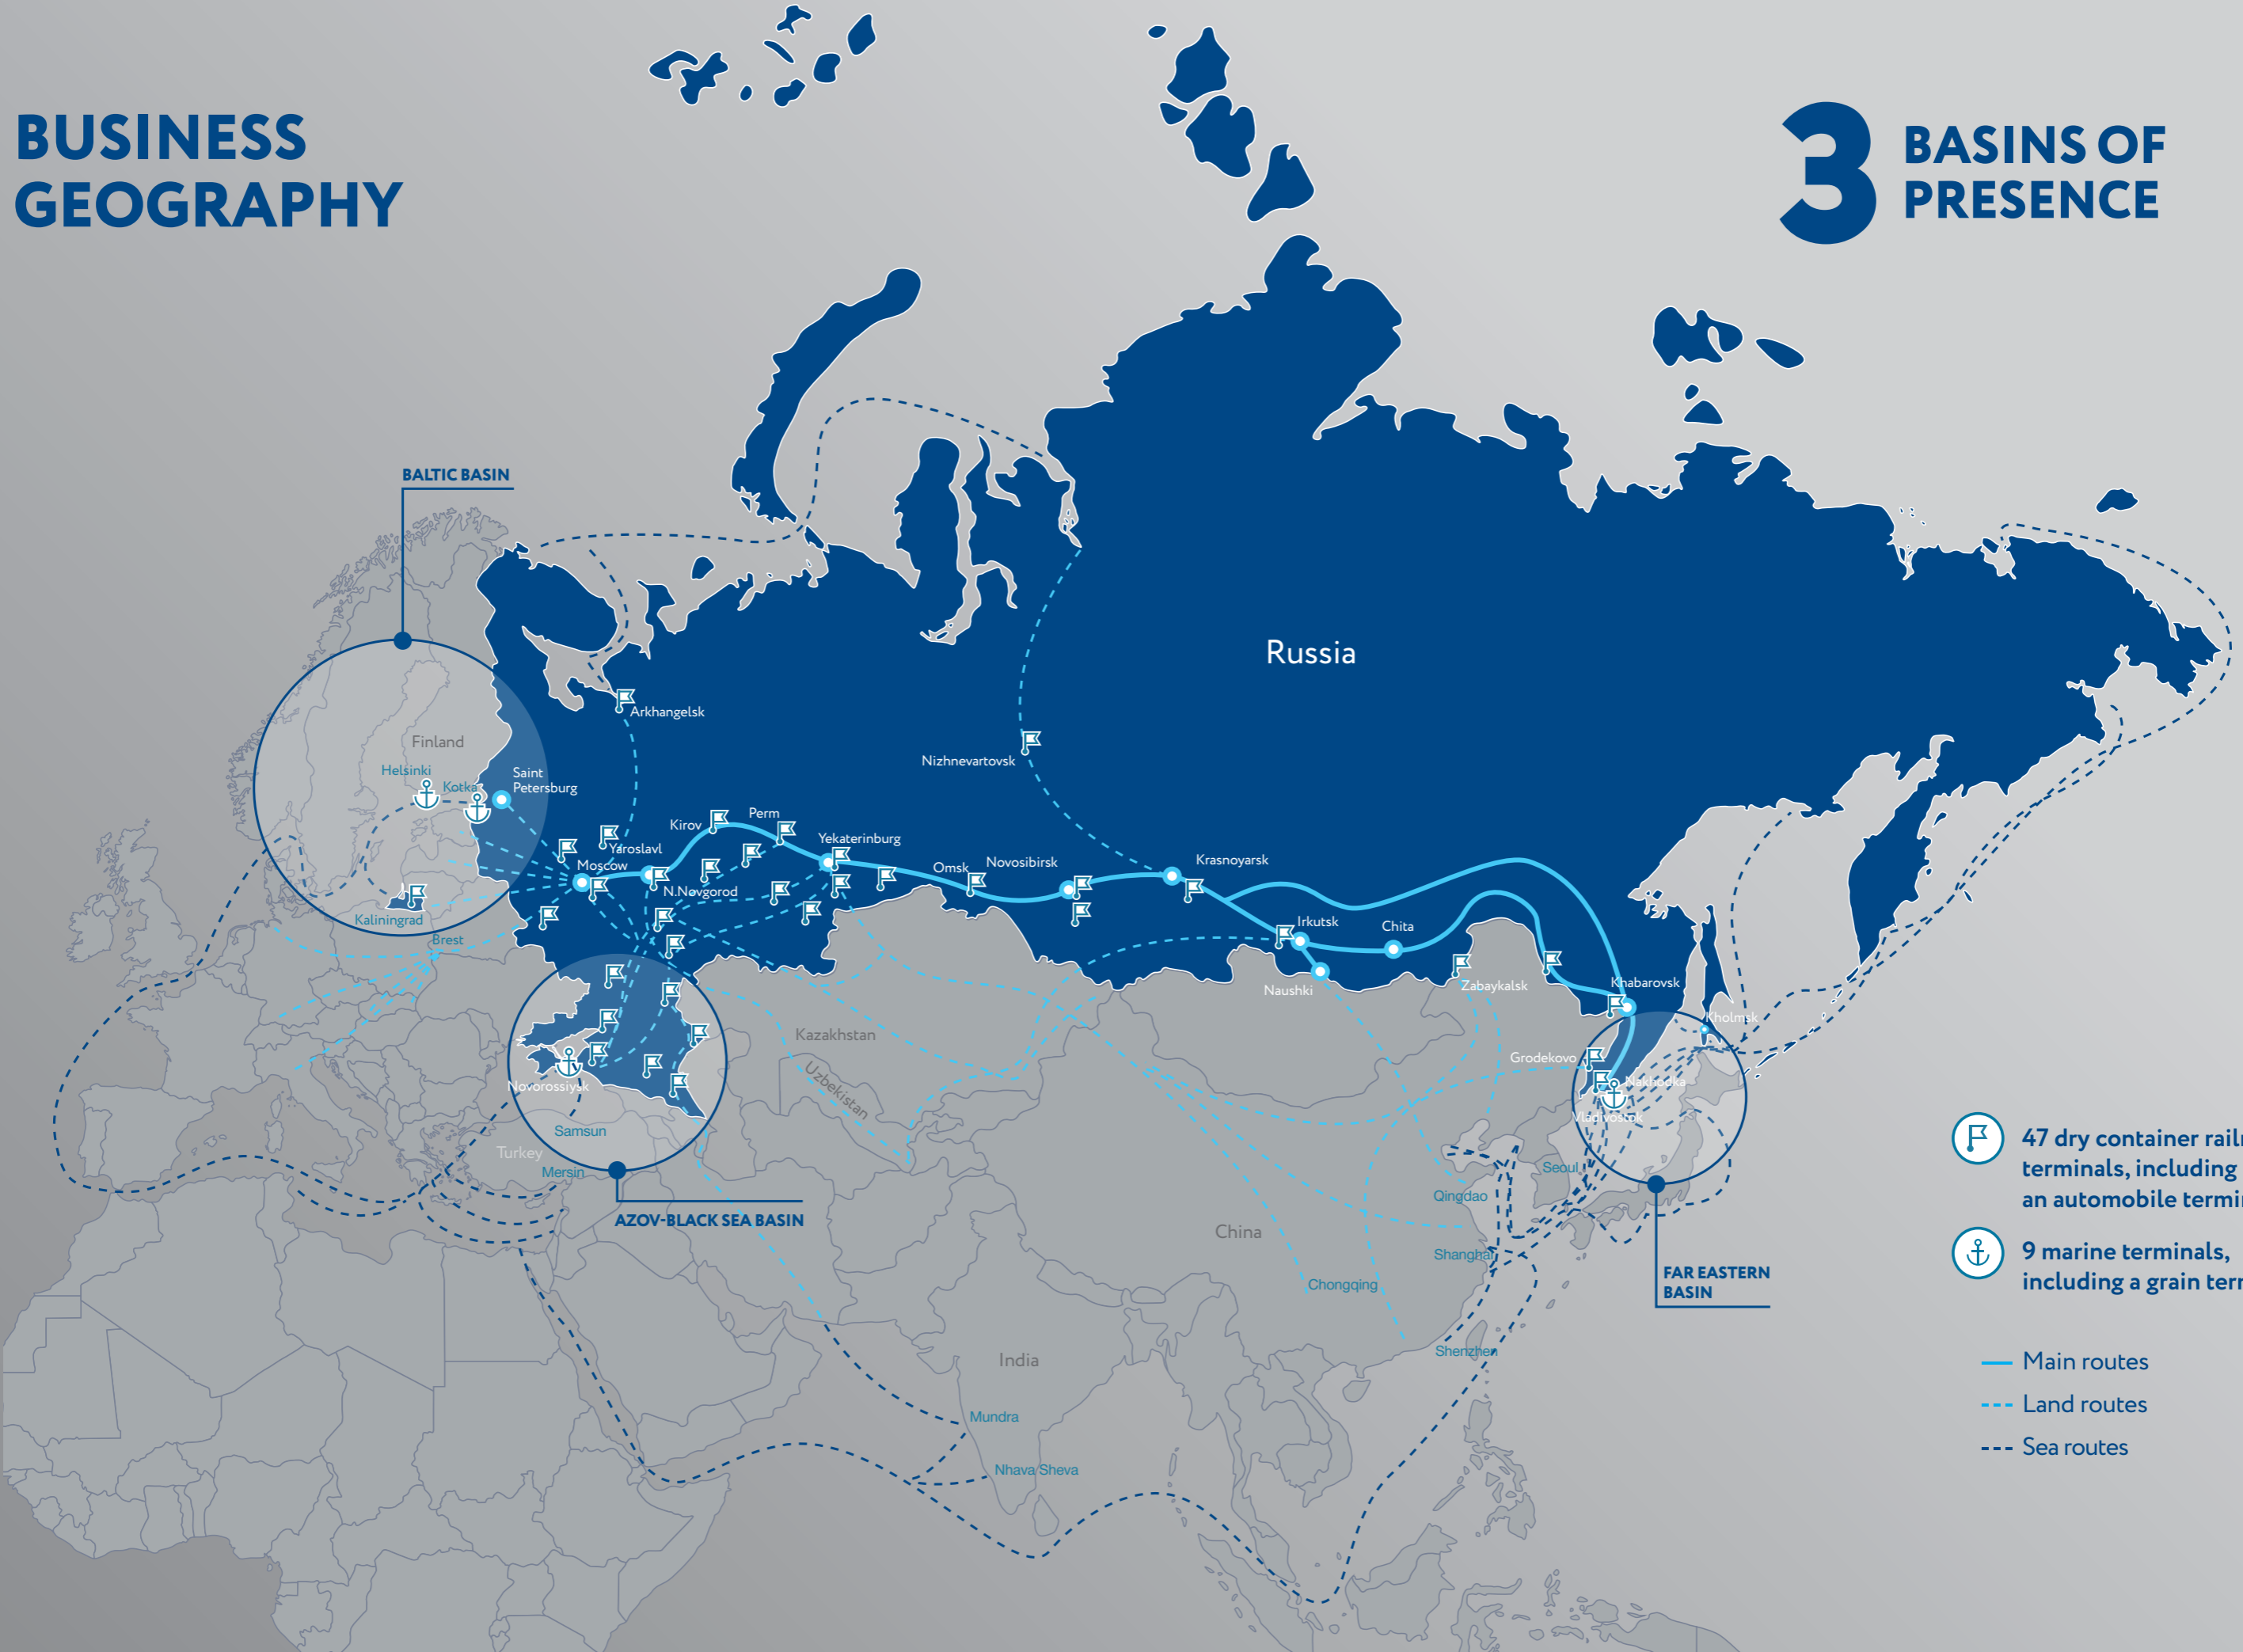 BUSINESS
GEOGRAPHY
3
BASINS OF
PRESENCE
BALTIC BASIN
Russia
Arkhangelsk
Finland
Nizhnevartovsk
Helsinki
Kotka
Saint
Petersburg
Kirov
Perm
Yekaterinburg
Yaroslavl
Moscow
Omsk
Novosibirsk
Krasnoyarsk
N.Novgorod
Kaliningrad
Brest
Irkutsk
Chita
Naushki
Zabaykalsk
Khabarovsk
Kholmsk
Kazakhstan
Grodekovo
Uzbekistan
Novorossiysk
Nakhodka
Vladivostok
Samsun
Turkey
Mersin
Seoul
Qingdao
AZOV-BLACK SEA BASIN
China
Shanghai
Chongqing
FAR EASTERN
BASIN
Shenzhen
India
Mundra
Nhava Sheva
47 dry container
terminals, including
an automobile
9 marine terminals,
including a grain
Main routes
Land routes
Sea routes